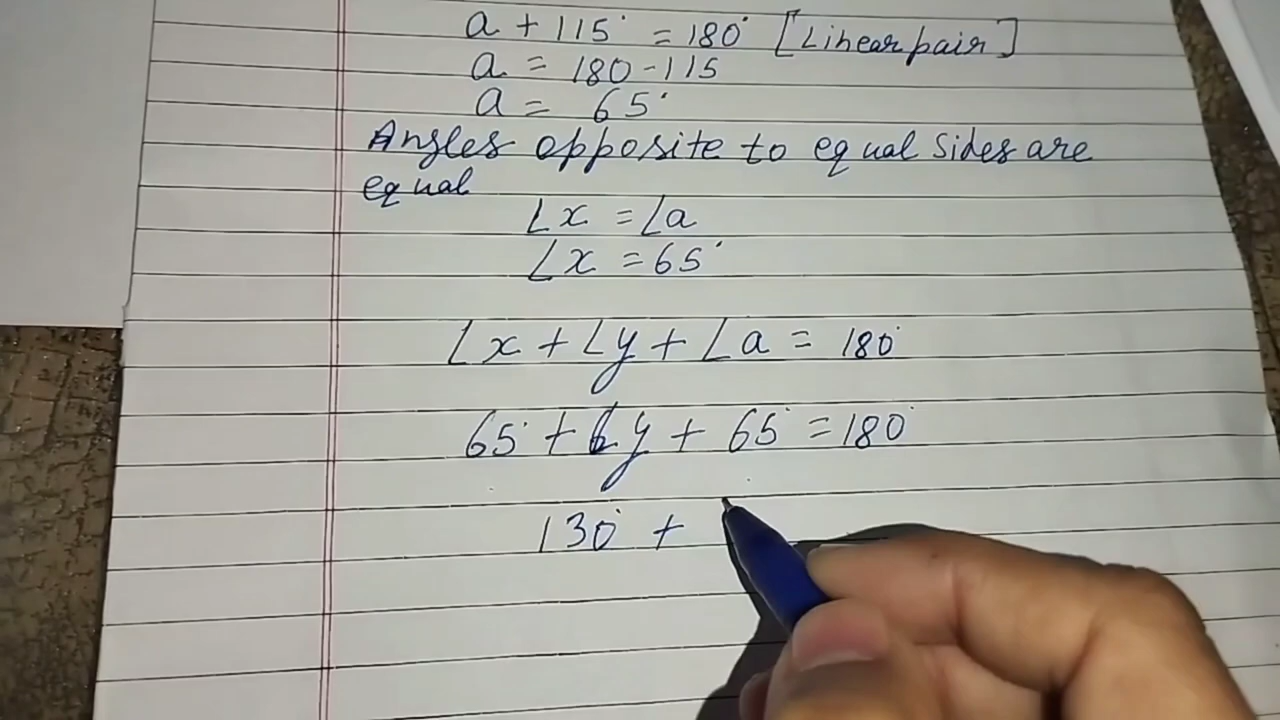 a + 115° = 180° [Linear pair]
a = 180 - 115
a = 65°
Angles opposite to equal sides are
equal
∠x = ∠a
∠x = 65°
∠x + ∠y + ∠a = 180°
65° + ∠y + 65° = 180°
130° +